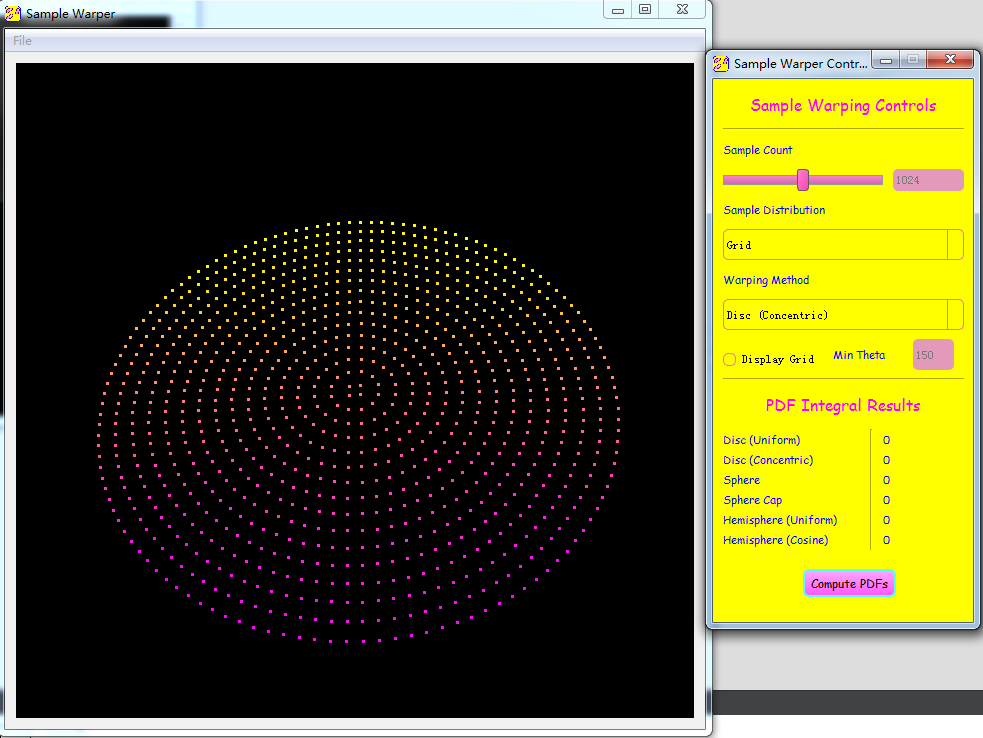 Sample Warper
File
Sample Warper Contr...
Sample Warping Controls
Sample Count
1024
Sample Distribution
Grid
Warping Method
Disc (Concentric)
Display Grid Min Theta 150
PDF Integral Results
Disc (Uniform) 0
Disc (Concentric) 0
Sphere 0
Sphere Cap 0
Hemisphere (Uniform) 0
Hemisphere (Cosine) 0
Compute PDFs